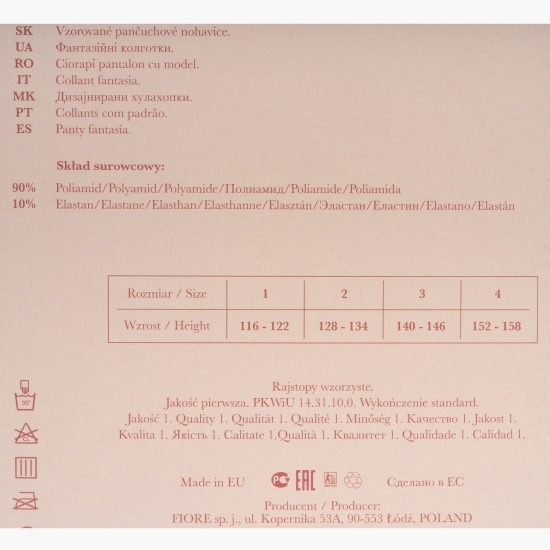 SK Vzorované pančuchové nohavice.
UA Фантазійні колготки.
RO Ciorapi pantalon cu model.
IT Collant fantasia.
MK Дизајнирани хулахопки.
PT Collants com padrão.
ES Panty fantasia.
Skład surowcowy:
90% Poliamid/Polyamid/Polyamide/Полиамид/Poliamide/Poliamida
10% Elastan/Elastane/Elasthan/Elasthanne/Elasztán/Эластан/Еластин/Elastano/Elastán
Rozmiar / Size 1 2 3 4
Wzrost / Height 116 - 122 128 - 134 140 - 146 152 - 158
Rajstopy wzorzyste.
Jakość pierwsza. PKWiU 14.31.10.0. Wykończenie standard.
Jakość 1. Quality 1. Qualität 1. Qualité 1. Minőség 1. Качество 1. Jakost 1.
Kvalita 1. Якість 1. Calitate 1.Qualità 1. Квалитет 1. Qualidade 1. Calidad 1.
30°
CL
Made in EU EAC Сделано в ЕС
Producent / Producer:
FIORE sp. j., ul. Kopernika 53A, 90-553 Łódź, POLAND